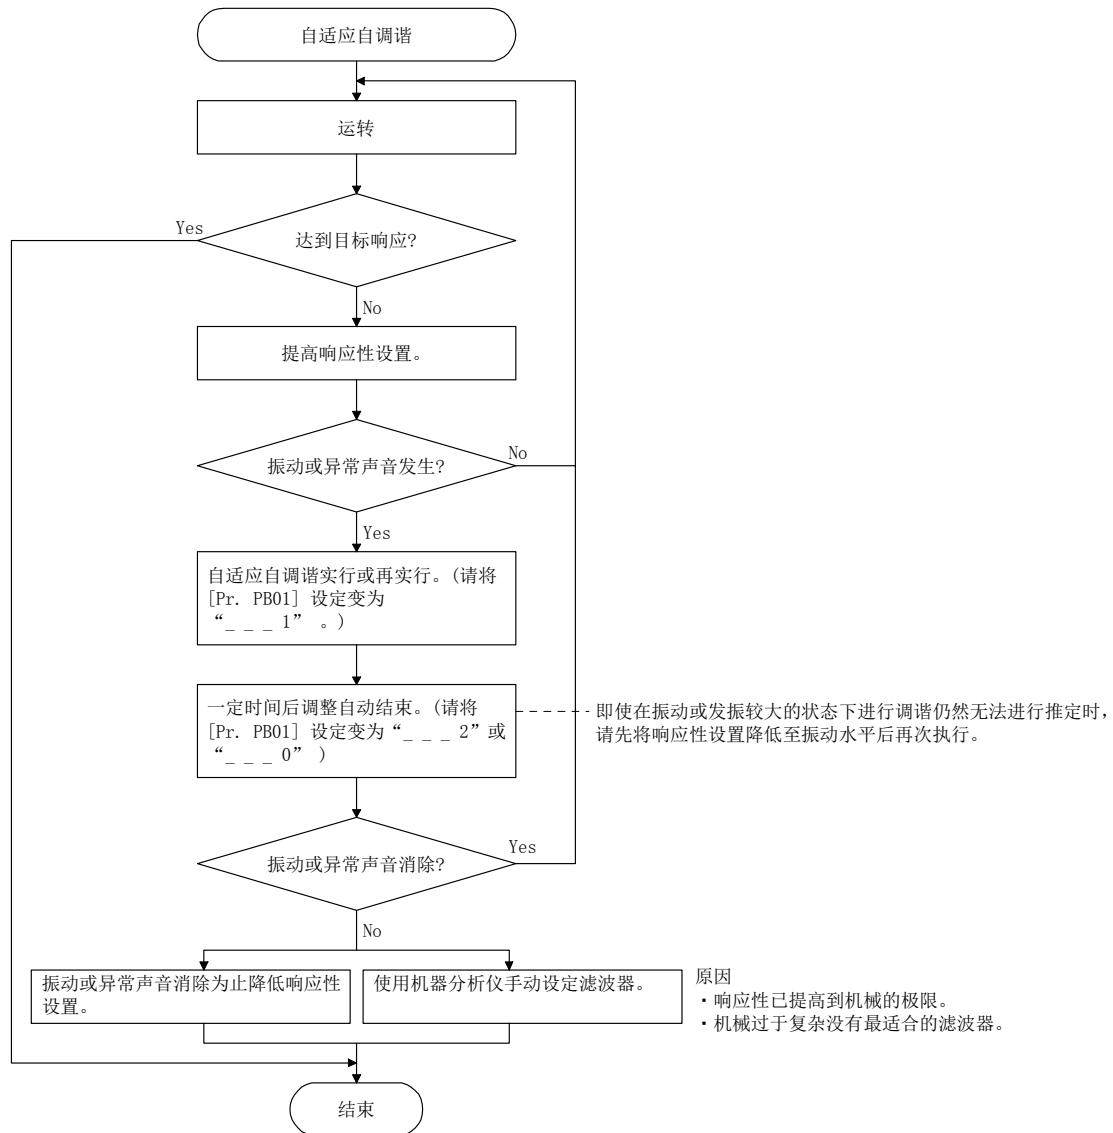 自适应自调谐
运转
Yes
达到目标响应?
No
提高响应性设置。
振动或异常声音发生?
No
Yes
自适应自调谐实行或再实行。(请将
[Pr. PB01] 设定变为
“_ _ _ 1” 。)
一定时间后调整自动结束。(请将
[Pr. PB01] 设定变为“_ _ _ 2”或
“_ _ _ 0” )
即使在振动或发振较大的状态下进行调谐仍然无法进行推定时,
请先将响应性设置降低至振动水平后再次执行。
振动或异常声音消除?
Yes
No
振动或异常声音消除为止降低响应性
设置。
使用机器分析仪手动设定滤波器。
原因
・响应性已提高到机械的极限。
・机械过于复杂没有最适合的滤波器。
结束